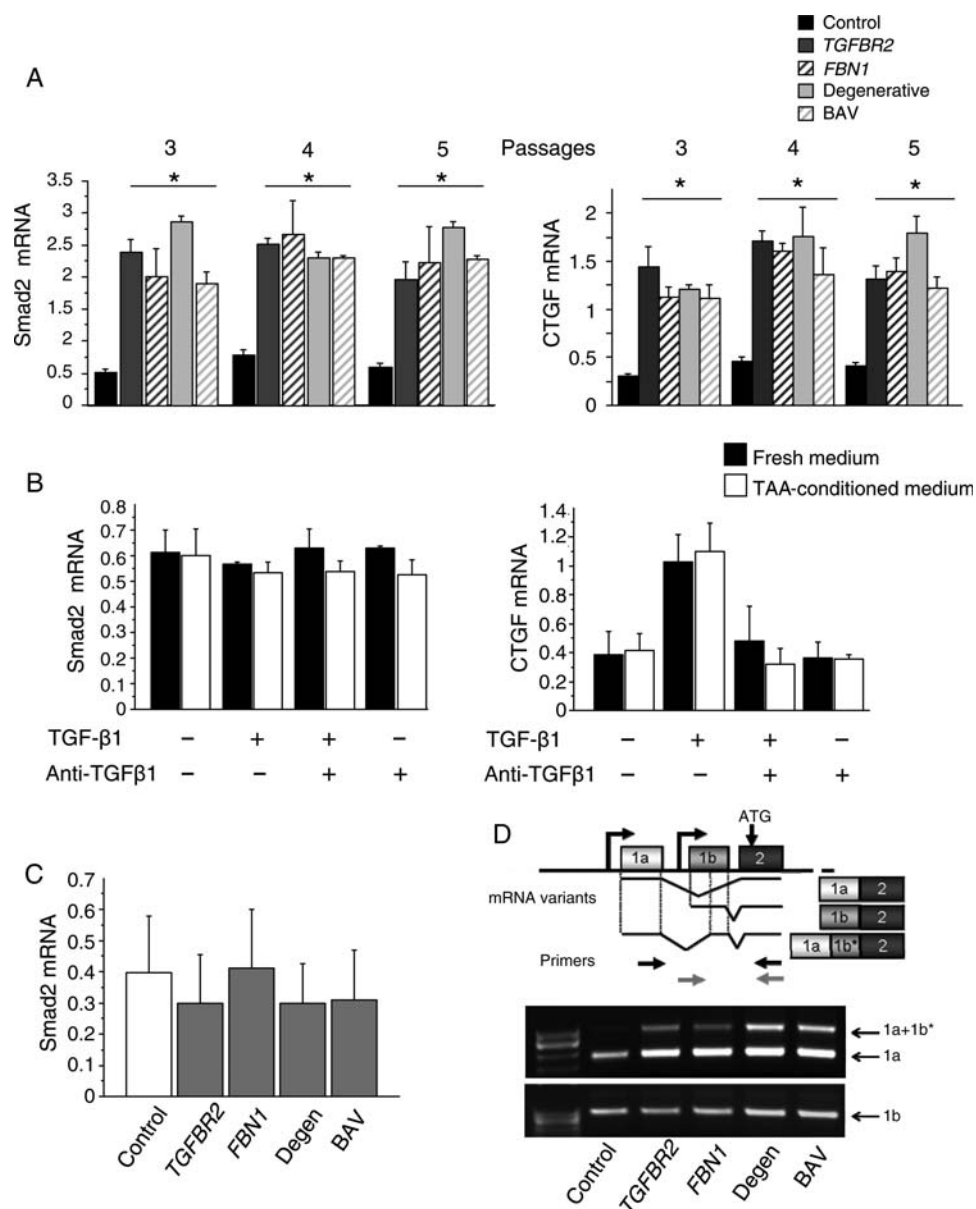 Control
TGFBR2
FBN1
Degenerative
BAV
A
3 4 5 Passages 3 4 5
* * * * * *
Smad2 mRNA
3.5
3
2.5
2
1.5
1
0.5
0
CTGF mRNA
2
1.5
1
0.5
0
Fresh medium
TAA-conditioned medium
B
Smad2 mRNA
0.7
0.6
0.5
0.4
0.3
0.2
0.1
0
CTGF mRNA
1.4
1.2
1
0.8
0.6
0.4
0.2
0
TGF-β1 − + + −
Anti-TGFβ1 − − + +
TGF-β1 − + + −
Anti-TGFβ1 − − + +
C
Smad2 mRNA
0.7
0.6
0.5
0.4
0.3
0.2
0.1
0
Control TGFBR2 FBN1 Degen BAV
D
ATG
1a 1b 2
mRNA variants
1a 2
1b 2
1a 1b* 2
Primers
1a+1b*
1a
1b
Control TGFBR2 FBN1 Degen BAV